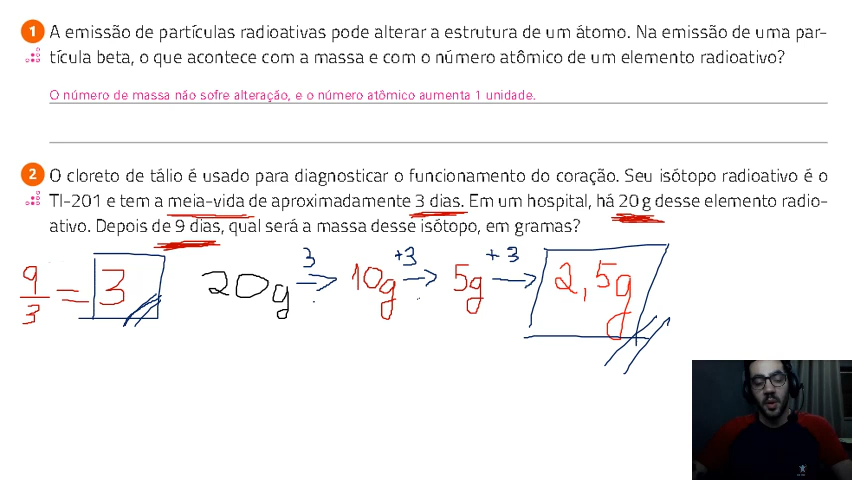 1 A emissão de partículas radioativas pode alterar a estrutura de um átomo. Na emissão de uma par-
tícula beta, o que acontece com a massa e com o número atômico de um elemento radioativo?
O número de massa não sofre alteração, e o número atômico aumenta 1 unidade.
2 O cloreto de tálio é usado para diagnosticar o funcionamento do coração. Seu isótopo radioativo é o
Tl-201 e tem a meia-vida de aproximadamente 3 dias. Em um hospital, há 20 g desse elemento radio-
ativo. Depois de 9 dias, qual será a massa desse isótopo, em gramas?
3 +3 +3
9/3 = 3 20g → 10g → 5g → 2,5g